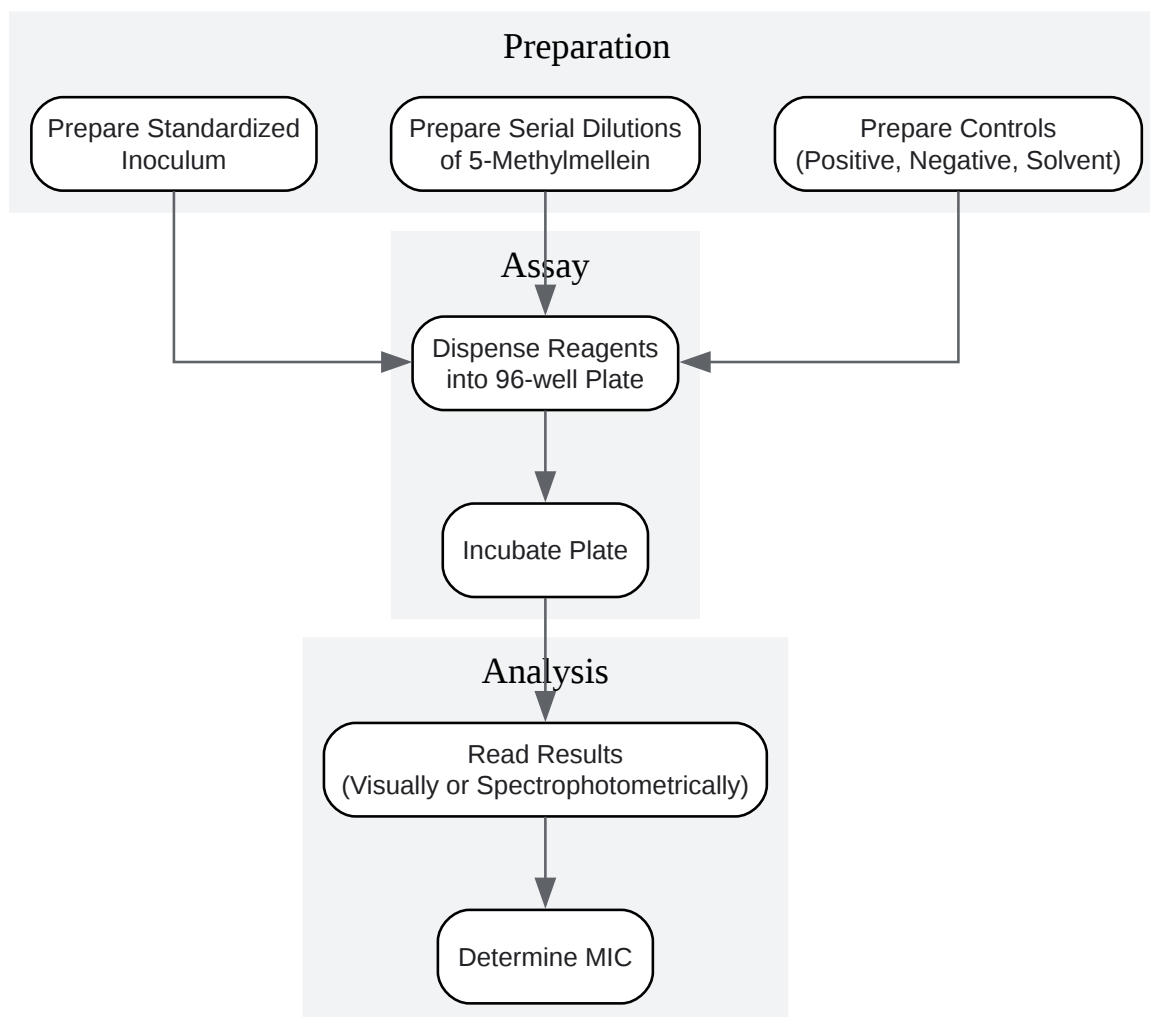 Preparation
Prepare Standardized
Inoculum
Prepare Serial Dilutions
of 5-Methylmellein
Prepare Controls
(Positive, Negative, Solvent)
Assay
Dispense Reagents
into 96-well Plate
Incubate Plate
Analysis
Read Results
(Visually or Spectrophotometrically)
Determine MIC